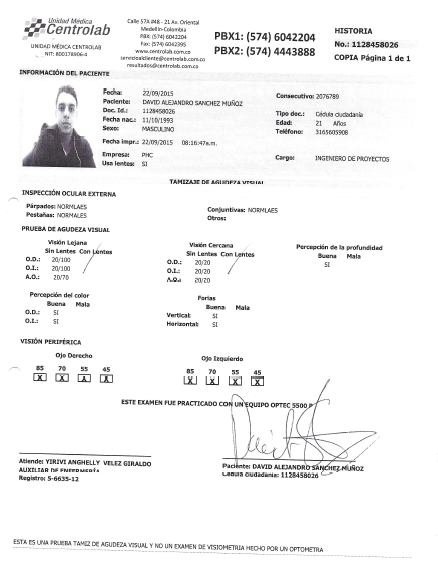 Unidad Médica
Centrolab
UNIDAD MÉDICA CENTROLAB
NIT: 800178906-4
Calle 57A #48 - 21 Av. Oriental
Medellín-Colombia
PBX: (574) 6042204
Fax: (574) 6042395
www.centrolab.com.co
servicioalcliente@centrolab.com.co
resultados@centrolab.com.co
PBX1: (574) 6042204
PBX2: (574) 4443888
HISTORIA
No.: 1128458026
COPIA Página 1 de 1
INFORMACIÓN DEL PACIENTE
Fecha: 22/09/2015
Consecutivo: 2076789
Paciente: DAVID ALEJANDRO SANCHEZ MUÑOZ
Doc. Id.: 1128458026
Tipo doc.: Cédula ciudadanía
Fecha nac.: 11/10/1993
Edad: 21 Años
Sexo: MASCULINO
Teléfono: 3165605908
Fecha impr.: 22/09/2015 08:16:47a.m.
Empresa: PHC
Cargo: INGENIERO DE PROYECTOS
Usa lentes: SI
TAMIZAJE DE AGUDEZA VISUAL
INSPECCIÓN OCULAR EXTERNA
Párpados: NORMLAES Conjuntivas: NORMLAES
Pestañas: NORMALES Otros:
PRUEBA DE AGUDEZA VISUAL
Visión Lejana Visión Cercana Percepción de la profundidad
Sin Lentes Con Lentes Sin Lentes Con Lentes Buena Mala
O.D.: 20/100 O.D.: 20/20 SI
O.I.: 20/100 O.I.: 20/20
A.O.: 20/70 A.O.: 20/20
Percepción del color Forias
Buena Mala Buena Mala
O.D.: SI Vertical: SI
O.I.: SI Horizontal: SI
VISIÓN PERIFÉRICA
Ojo Derecho Ojo Izquierdo
85 70 55 45 85 70 55 45
X X X X X X X X
ESTE EXAMEN FUE PRACTICADO CON UN EQUIPO OPTEC 5500 P
Atiende: YIRIVI ANGHELLY VELEZ GIRALDO
AUXILIAR DE ENFERMERÍA
Registro: 5-6635-12
Paciente: DAVID ALEJANDRO SANCHEZ MUÑOZ
Cédula Ciudadanía: 1128458026
ESTA ES UNA PRUEBA TAMIZ DE AGUDEZA VISUAL Y NO UN EXAMEN DE VISIOMETRIA HECHO POR UN OPTOMETRA